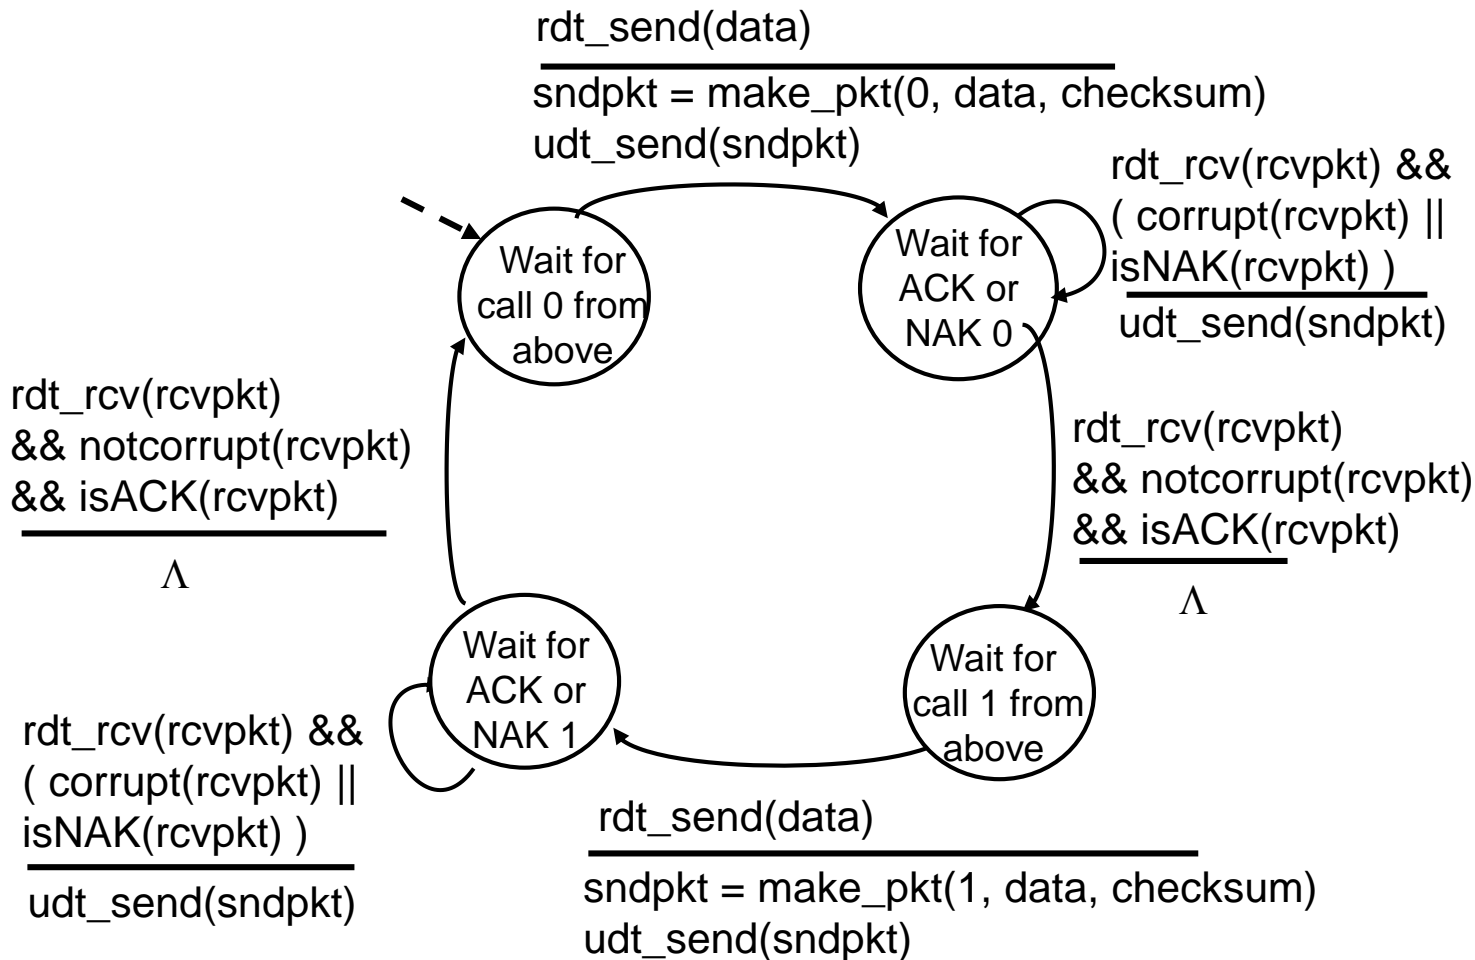 rdt_send(data)
sndpkt = make_pkt(0, data, checksum)
udt_send(sndpkt)
rdt_rcv(rcvpkt) &&
( corrupt(rcvpkt) ||
isNAK(rcvpkt) )
udt_send(sndpkt)
Wait for
call 0 from
above
Wait for
ACK or
NAK 0
rdt_rcv(rcvpkt)
&& notcorrupt(rcvpkt)
&& isACK(rcvpkt)
Λ
rdt_rcv(rcvpkt)
&& notcorrupt(rcvpkt)
&& isACK(rcvpkt)
Λ
Wait for
ACK or
NAK 1
Wait for
call 1 from
above
rdt_rcv(rcvpkt) &&
( corrupt(rcvpkt) ||
isNAK(rcvpkt) )
udt_send(sndpkt)
rdt_send(data)
sndpkt = make_pkt(1, data, checksum)
udt_send(sndpkt)